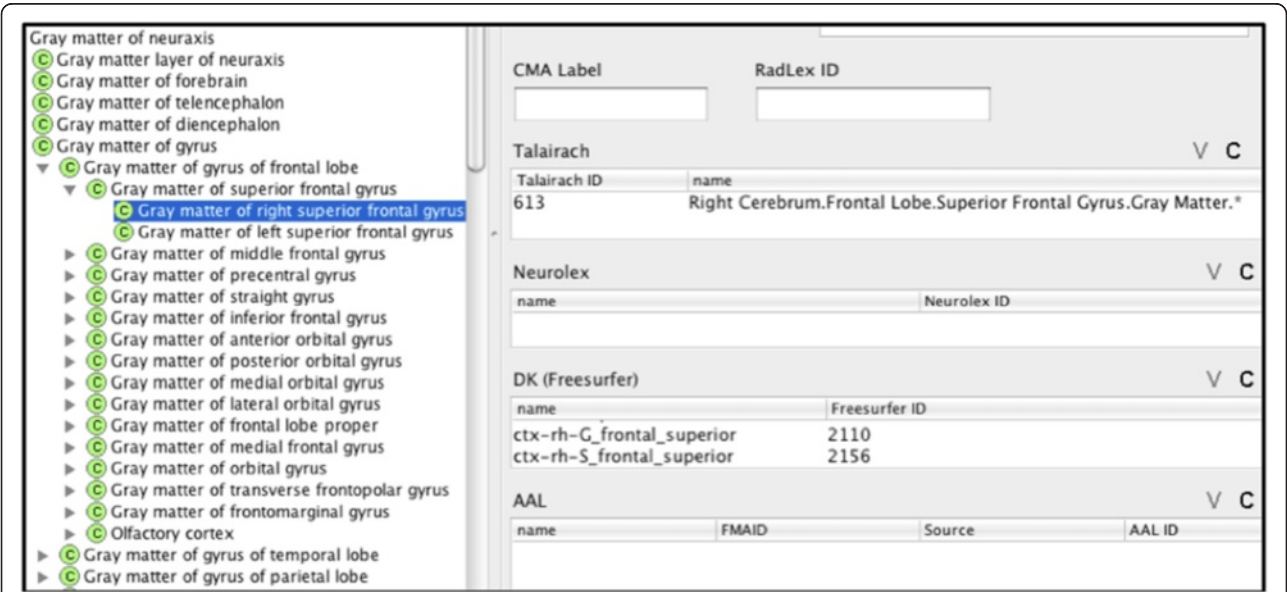 Gray matter of neuraxis
C Gray matter layer of neuraxis
C Gray matter of forebrain
C Gray matter of telencephalon
C Gray matter of diencephalon
C Gray matter of gyrus
C Gray matter of gyrus of frontal lobe
C Gray matter of superior frontal gyrus
C Gray matter of right superior frontal gyrus
C Gray matter of left superior frontal gyrus
C Gray matter of middle frontal gyrus
C Gray matter of precentral gyrus
C Gray matter of straight gyrus
C Gray matter of inferior frontal gyrus
C Gray matter of anterior orbital gyrus
C Gray matter of posterior orbital gyrus
C Gray matter of medial orbital gyrus
C Gray matter of lateral orbital gyrus
C Gray matter of frontal lobe proper
C Gray matter of medial frontal gyrus
C Gray matter of orbital gyrus
C Gray matter of transverse frontopolar gyrus
C Gray matter of frontomarginal gyrus
C Olfactory cortex
C Gray matter of gyrus of temporal lobe
C Gray matter of gyrus of parietal lobe
CMA Label RadLex ID
Talairach V C
Talairach ID name
613 Right Cerebrum.Frontal Lobe.Superior Frontal Gyrus.Gray Matter.*
Neurolex V C
name Neurolex ID
DK (Freesurfer) V C
name Freesurfer ID
ctx-rh-G_frontal_superior 2110
ctx-rh-S_frontal_superior 2156
AAL V C
name FMAID Source AAL ID